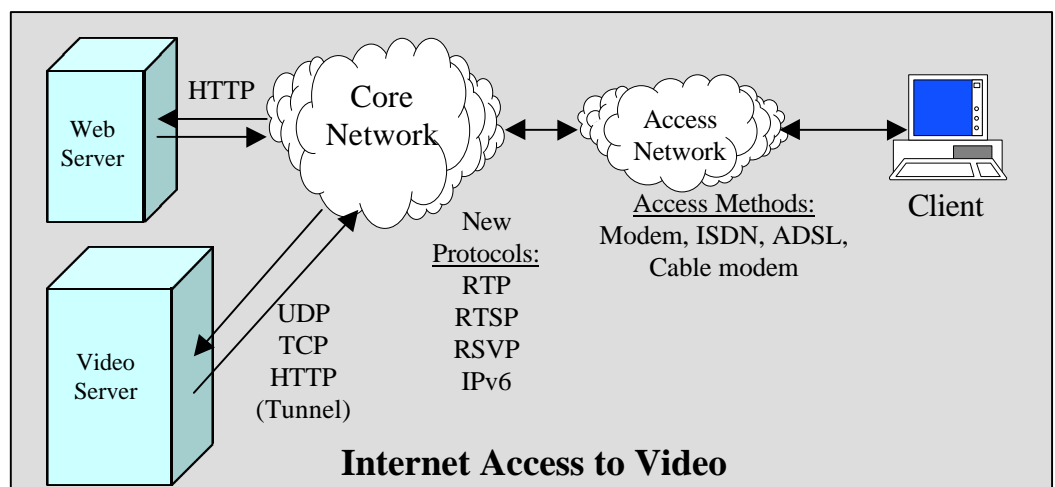 HTTP
Web
Server
Core
Network
Access
Network
Client
Access Methods:
Modem, ISDN, ADSL,
Cable modem
New
Protocols:
RTP
RTSP
RSVP
IPv6
UDP
TCP
HTTP
(Tunnel)
Video
Server
Internet Access to Video